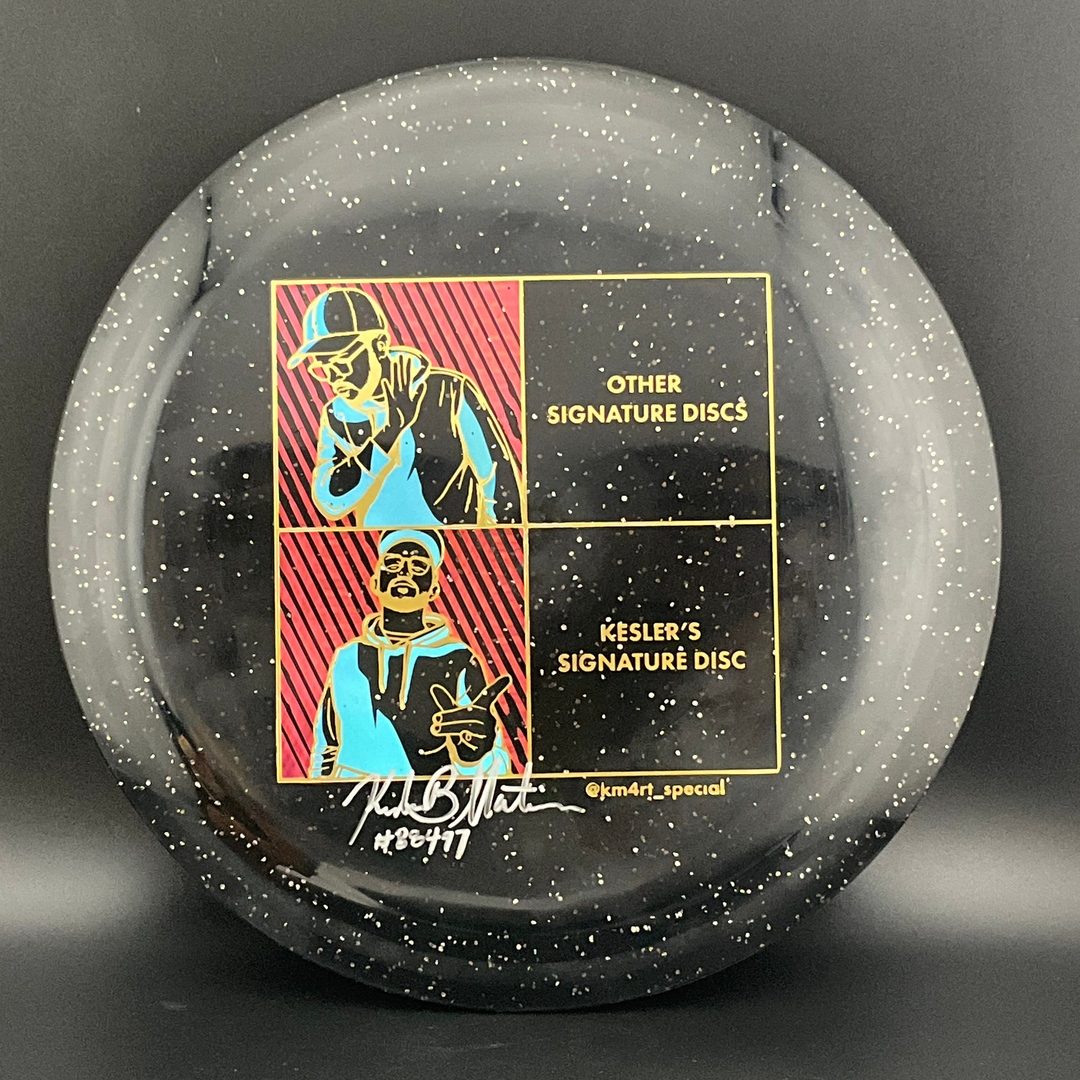 OTHER
SIGNATURE DISCS
KESLER'S
SIGNATURE DISC
@km4rt_special
#88497